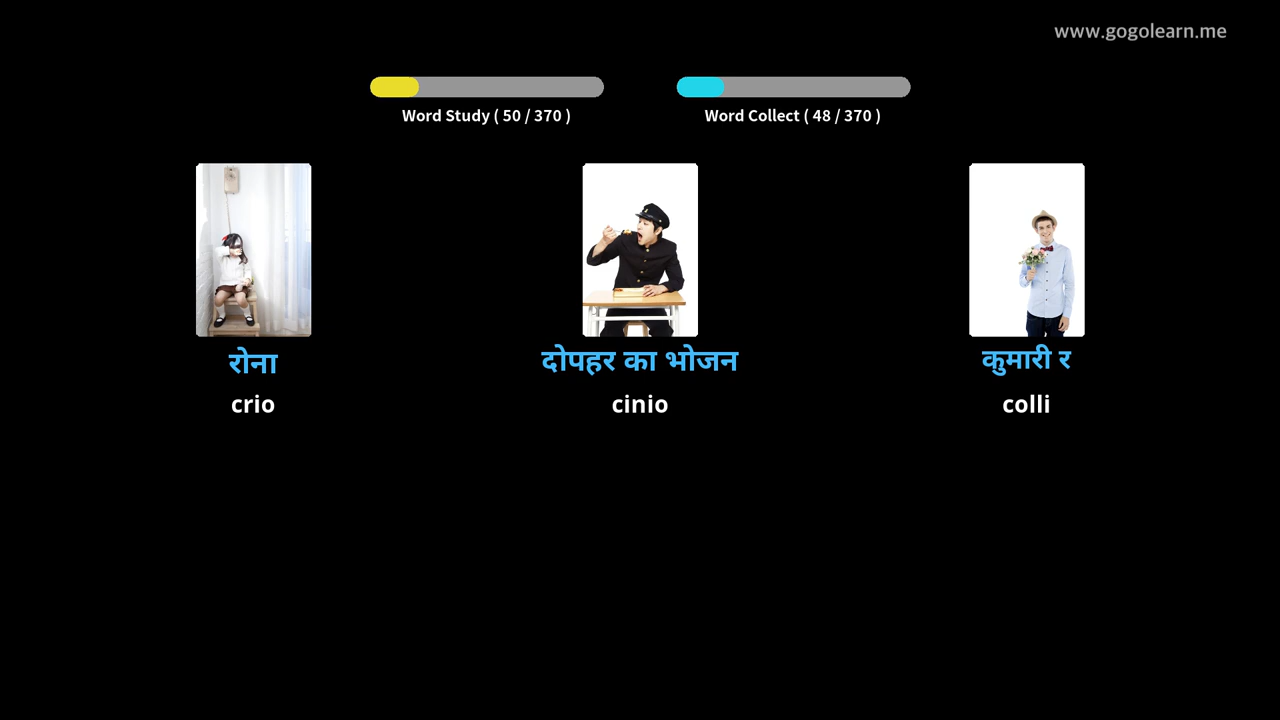 www.gogolearn.me
Word Study ( 50 / 370 )
Word Collect ( 48 / 370 )
रोना
दोपहर का भोजन
कुमारी र
crio
cinio
colli